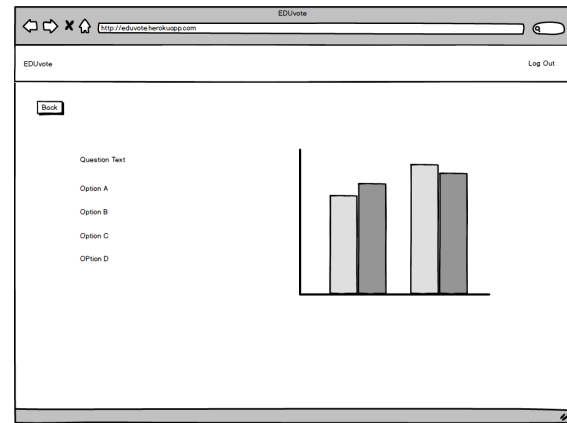 EDUvote
http://eduvote.herokuapp.com
EDUvote
Log Out
Back
Question Text
Option A
Option B
Option C
OPtion D